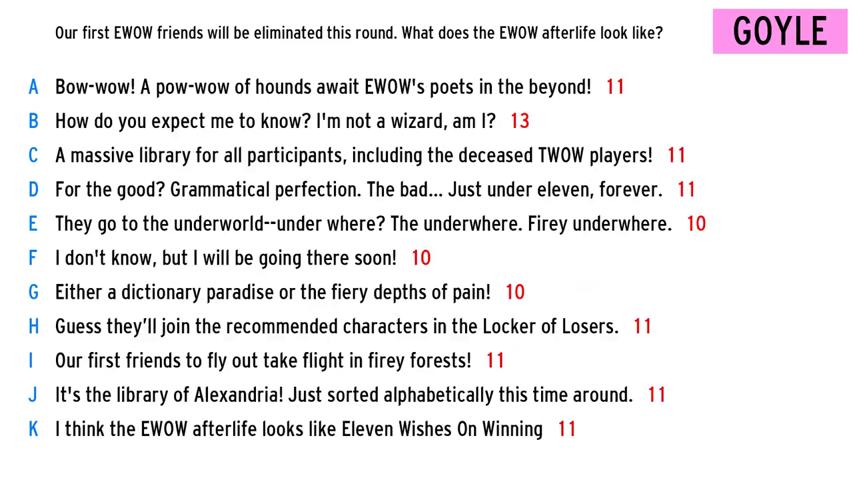 Our first EWOW friends will be eliminated this round. What does the EWOW afterlife look like?
GOYLE
A Bow-wow! A pow-wow of hounds await EWOW's poets in the beyond! 11
B How do you expect me to know? I'm not a wizard, am I? 13
C A massive library for all participants, including the deceased TWOW players! 11
D For the good? Grammatical perfection. The bad... Just under eleven, forever. 11
E They go to the underworld--under where? The underwhere. Firey underwhere. 10
F I don't know, but I will be going there soon! 10
G Either a dictionary paradise or the fiery depths of pain! 10
H Guess they’ll join the recommended characters in the Locker of Losers. 11
I Our first friends to fly out take flight in firey forests! 11
J It's the library of Alexandria! Just sorted alphabetically this time around. 11
K I think the EWOW afterlife looks like Eleven Wishes On Winning 11